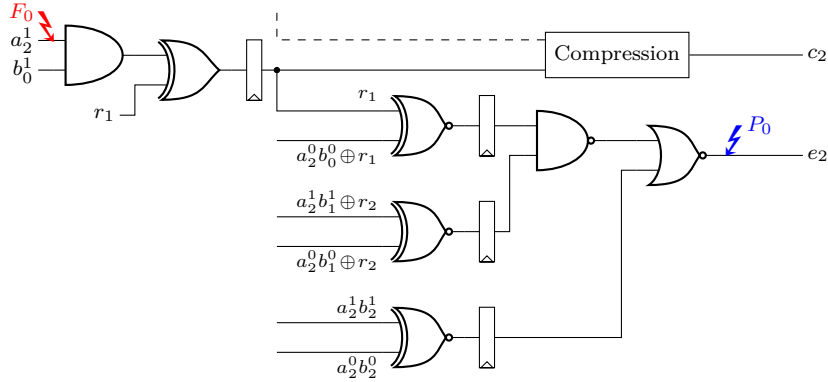 F_0
a_2^1
b_0^1
r_1
Compression
c_2
r_1
a_2^0 b_0^0 ⊕ r_1
P_0
e_2
a_2^1 b_1^1 ⊕ r_2
a_2^0 b_1^0 ⊕ r_2
a_2^1 b_2^1
a_2^0 b_2^0